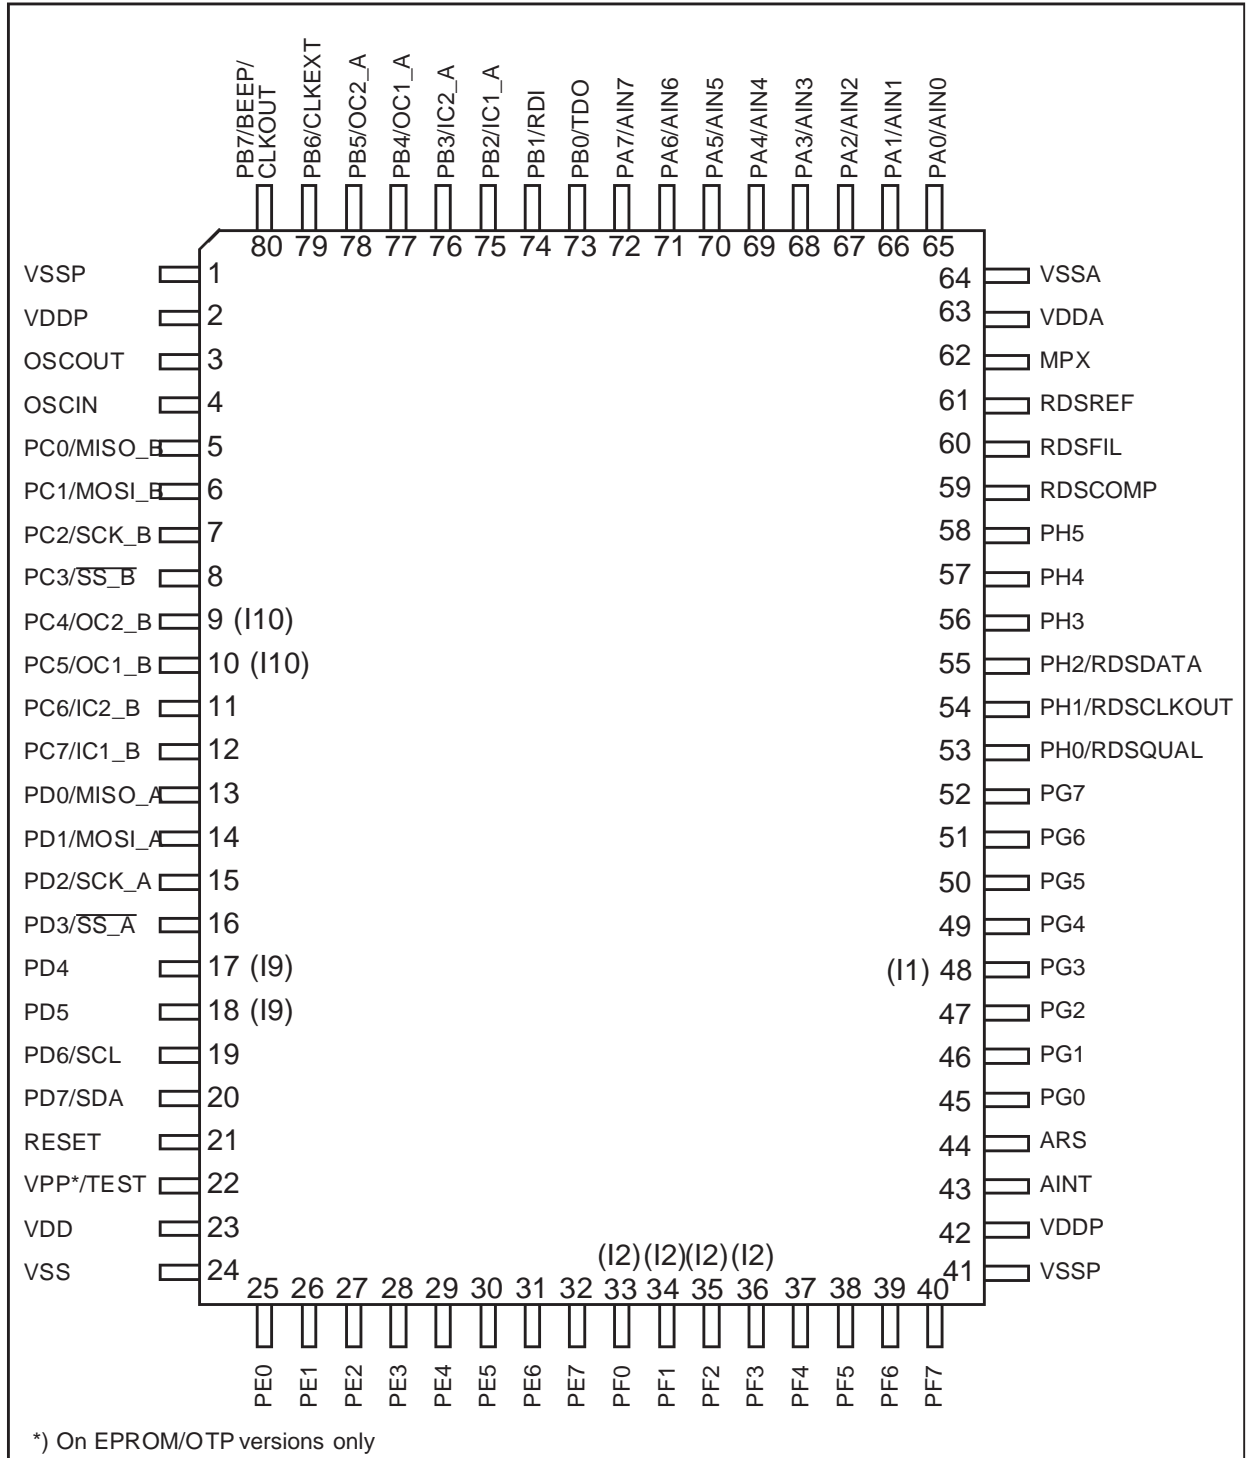 PB7/BEEP/
CLKOUT
PB6/CLKEXT
PB5/OC2_A
PB4/OC1_A
PB3/IC2_A
PB2/IC1_A
PB1/RDI
PB0/TDO
PA7/AIN7
PA6/AIN6
PA5/AIN5
PA4/AIN4
PA3/AIN3
PA2/AIN2
PA1/AIN1
PA0/AIN0
80 79 78 77 76 75 74 73 72 71 70 69 68 67 66 65
VSSP 1
VDDP 2
OSCOUT 3
OSCIN 4
PC0/MISO_B 5
PC1/MOSI_B 6
PC2/SCK_B 7
PC3/SS_B 8
PC4/OC2_B 9 (I10)
PC5/OC1_B 10 (I10)
PC6/IC2_B 11
PC7/IC1_B 12
PD0/MISO_A 13
PD1/MOSI_A 14
PD2/SCK_A 15
PD3/SS_A 16
PD4 17 (I9)
PD5 18 (I9)
PD6/SCL 19
PD7/SDA 20
RESET 21
VPP*/TEST 22
VDD 23
VSS 24
64 VSSA
63 VDDA
62 MPX
61 RDSREF
60 RDSFIL
59 RDSCOMP
58 PH5
57 PH4
56 PH3
55 PH2/RDSDATA
54 PH1/RDSCLKOUT
53 PH0/RDSQUAL
52 PG7
51 PG6
50 PG5
49 PG4
(I1) 48 PG3
47 PG2
46 PG1
45 PG0
44 ARS
43 AINT
42 VDDP
41 VSSP
(I2) (I2) (I2) (I2)
25 26 27 28 29 30 31 32 33 34 35 36 37 38 39 40
PE0
PE1
PE2
PE3
PE4
PE5
PE6
PE7
PF0
PF1
PF2
PF3
PF4
PF5
PF6
PF7
*) On EPROM/OTP versions only